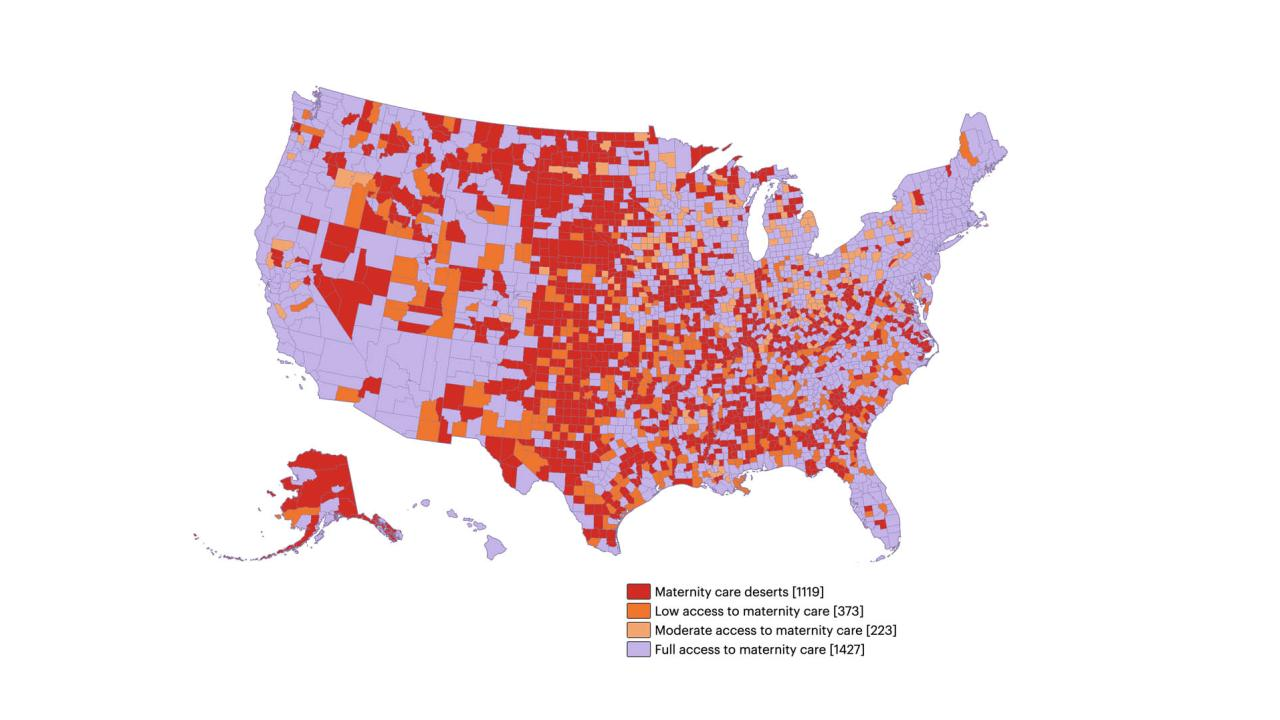 Maternity care deserts [1119]
Low access to maternity care [373]
Moderate access to maternity care [223]
Full access to maternity care [1427]